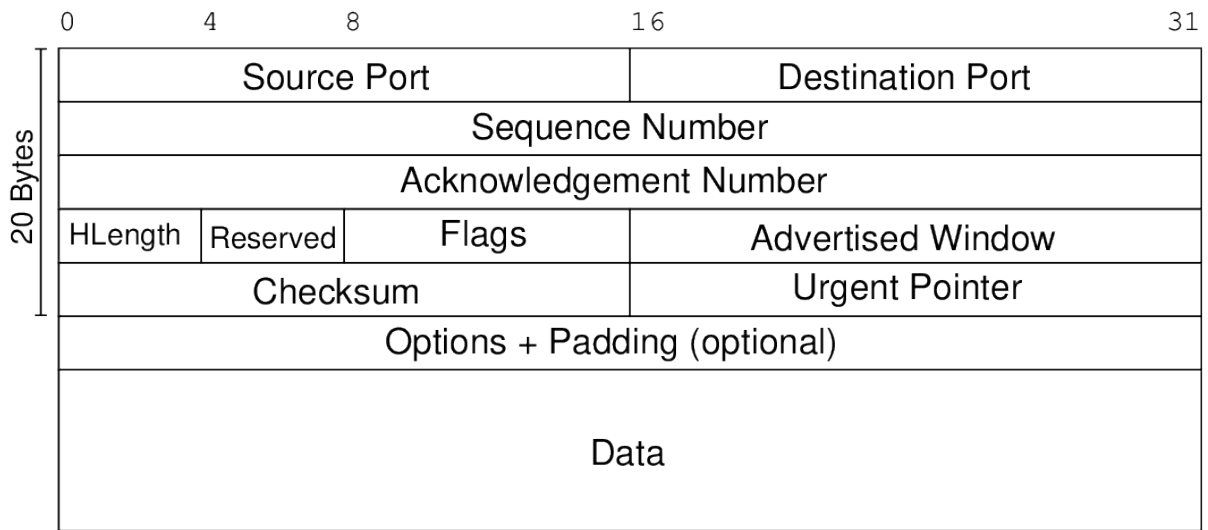 0 4 8 16 31
Source Port Destination Port
Sequence Number
Acknowledgement Number
20 Bytes
HLength Reserved Flags Advertised Window
Checksum Urgent Pointer
Options + Padding (optional)
Data